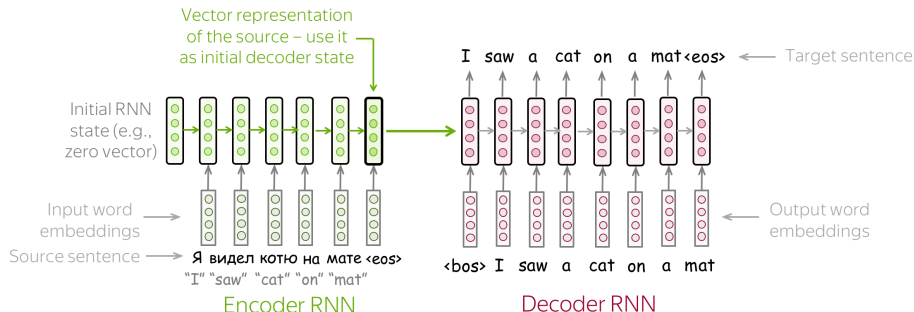 Vector representation
of the source – use it
as initial decoder state
I saw a cat on a mat <eos>
Target sentence
Initial RNN
state (e.g.,
zero vector)
Input word
embeddings
Output word
embeddings
Source sentence
Я видел котю на мате <eos>
"I" "saw" "cat" "on" "mat"
<bos> I saw a cat on a mat
Encoder RNN
Decoder RNN